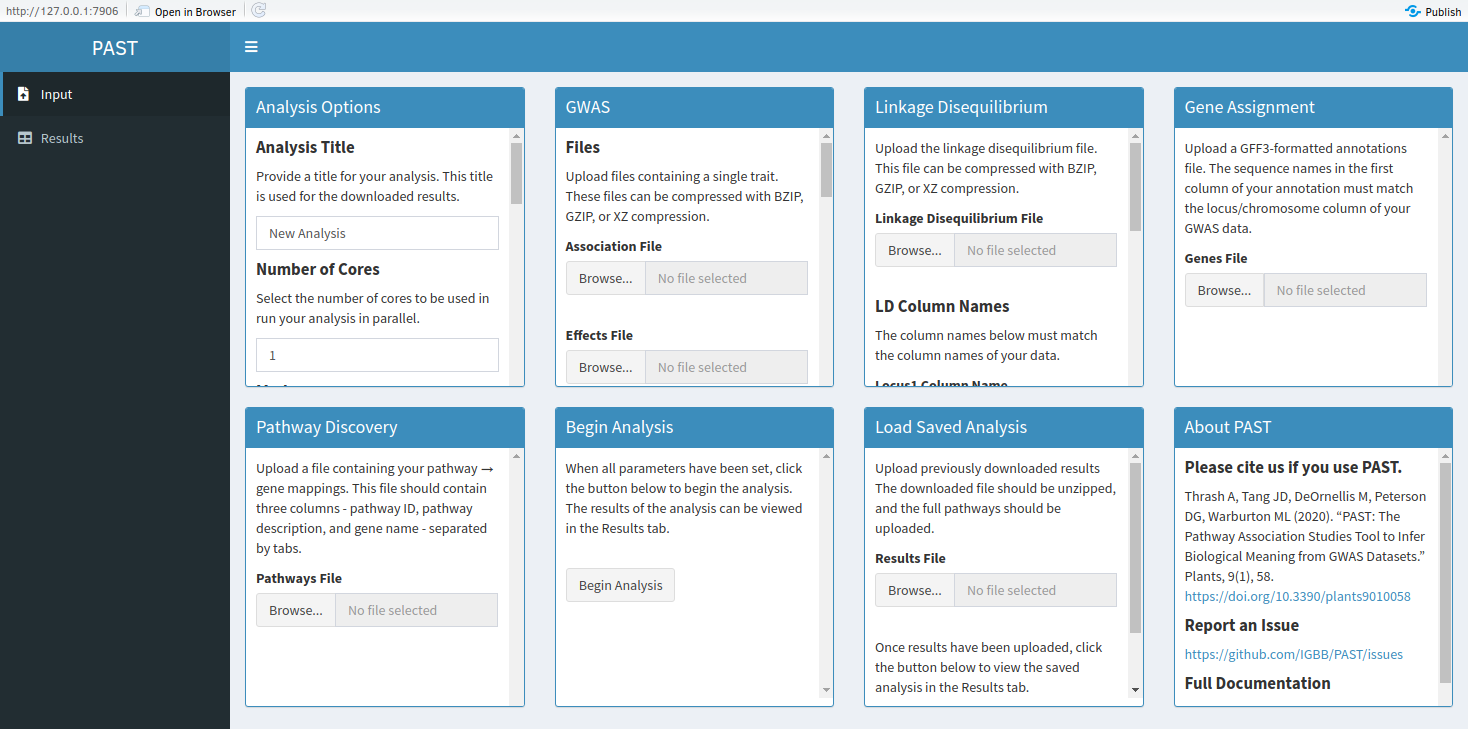 http://127.0.0.1:7906
Open in Browser
Publish
PAST
Input
Results
Analysis Options
Analysis Title
Provide a title for your analysis. This title
is used for the downloaded results.
New Analysis
Number of Cores
Select the number of cores to be used in
run your analysis in parallel.
1
GWAS
Files
Upload files containing a single trait.
These files can be compressed with BZIP,
GZIP, or XZ compression.
Association File
Browse... No file selected
Effects File
Browse... No file selected
Linkage Disequilibrium
Upload the linkage disequilibrium file.
This file can be compressed with BZIP,
GZIP, or XZ compression.
Linkage Disequilibrium File
Browse... No file selected
LD Column Names
The column names below must match
the column names of your data.
Locus1 Column Name
Gene Assignment
Upload a GFF3-formatted annotations
file. The sequence names in the first
column of your annotation must match
the locus/chromosome column of your
GWAS data.
Genes File
Browse... No file selected
Pathway Discovery
Upload a file containing your pathway →
gene mappings. This file should contain
three columns - pathway ID, pathway
description, and gene name - separated
by tabs.
Pathways File
Browse... No file selected
Begin Analysis
When all parameters have been set, click
the button below to begin the analysis.
The results of the analysis can be viewed
in the Results tab.
Begin Analysis
Load Saved Analysis
Upload previously downloaded results
The downloaded file should be unzipped,
and the full pathways should be
uploaded.
Results File
Browse... No file selected
Once results have been uploaded, click
the button below to view the saved
analysis in the Results tab.
About PAST
Please cite us if you use PAST.
Thrash A, Tang JD, DeOrnellis M, Peterson
DG, Warburton ML (2020). “PAST: The
Pathway Association Studies Tool to Infer
Biological Meaning from GWAS Datasets.”
Plants, 9(1), 58.
https://doi.org/10.3390/plants9010058
Report an Issue
https://github.com/IGBB/PAST/issues
Full Documentation